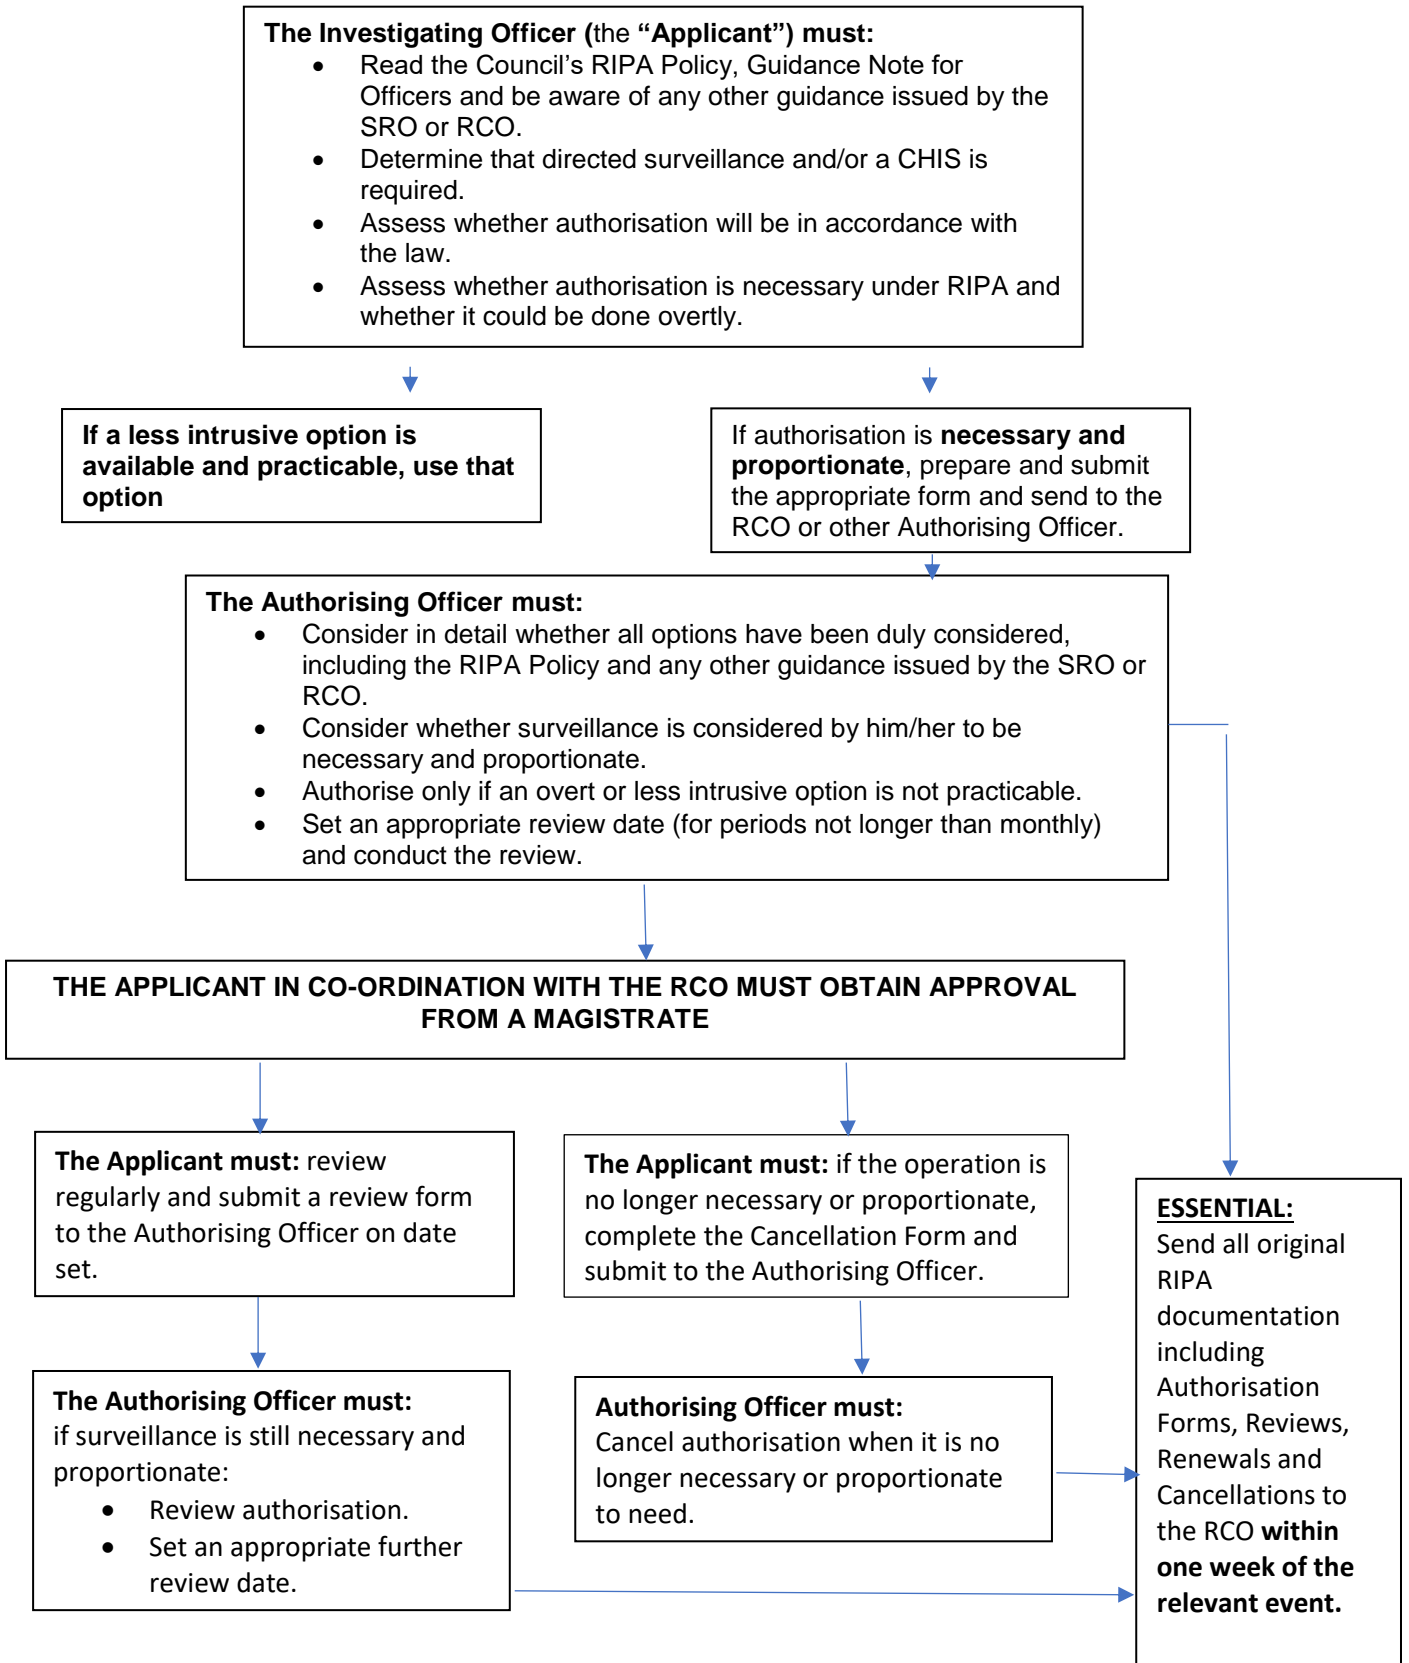 The Investigating Officer (the “Applicant”) must:
• Read the Council’s RIPA Policy, Guidance Note for
Officers and be aware of any other guidance issued by the
SRO or RCO.
• Determine that directed surveillance and/or a CHIS is
required.
• Assess whether authorisation will be in accordance with
the law.
• Assess whether authorisation is necessary under RIPA and
whether it could be done overtly.
If a less intrusive option is
available and practicable, use that
option
If authorisation is necessary and
proportionate, prepare and submit
the appropriate form and send to the
RCO or other Authorising Officer.
The Authorising Officer must:
• Consider in detail whether all options have been duly considered,
including the RIPA Policy and any other guidance issued by the SRO or
RCO.
• Consider whether surveillance is considered by him/her to be
necessary and proportionate.
• Authorise only if an overt or less intrusive option is not practicable.
• Set an appropriate review date (for periods not longer than monthly)
and conduct the review.
THE APPLICANT IN CO-ORDINATION WITH THE RCO MUST OBTAIN APPROVAL
FROM A MAGISTRATE
The Applicant must: review
regularly and submit a review form
to the Authorising Officer on date
set.
The Applicant must: if the operation is
no longer necessary or proportionate,
complete the Cancellation Form and
submit to the Authorising Officer.
The Authorising Officer must:
if surveillance is still necessary and
proportionate:
• Review authorisation.
• Set an appropriate further
review date.
Authorising Officer must:
Cancel authorisation when it is no
longer necessary or proportionate
to need.
ESSENTIAL:
Send all original
RIPA
documentation
including
Authorisation
Forms, Reviews,
Renewals and
Cancellations to
the RCO within
one week of the
relevant event.